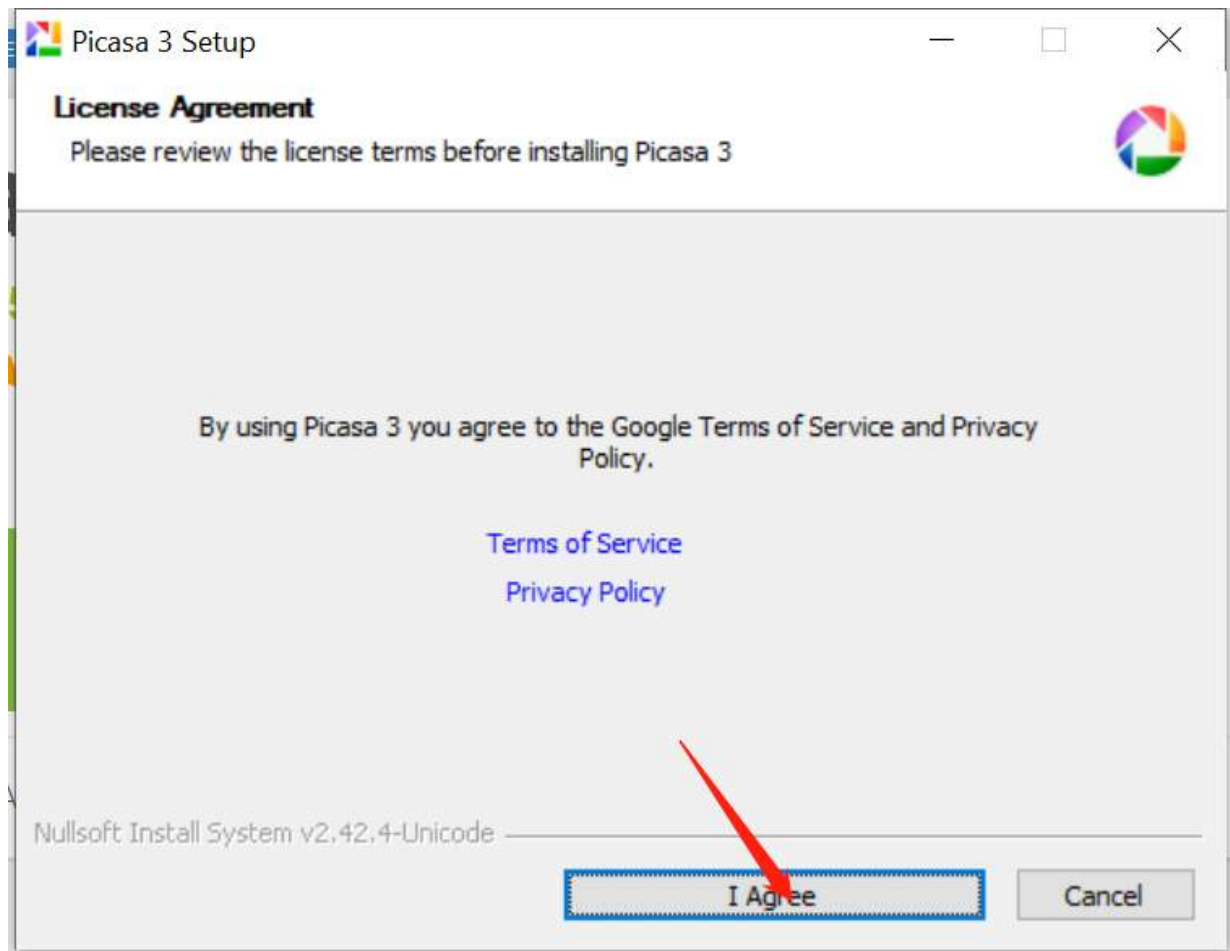 Picasa 3 Setup
License Agreement
Please review the license terms before installing Picasa 3
By using Picasa 3 you agree to the Google Terms of Service and Privacy
Policy.
Terms of Service
Privacy Policy
Nullsoft Install System v2.42.4-Unicode
I Agree
Cancel